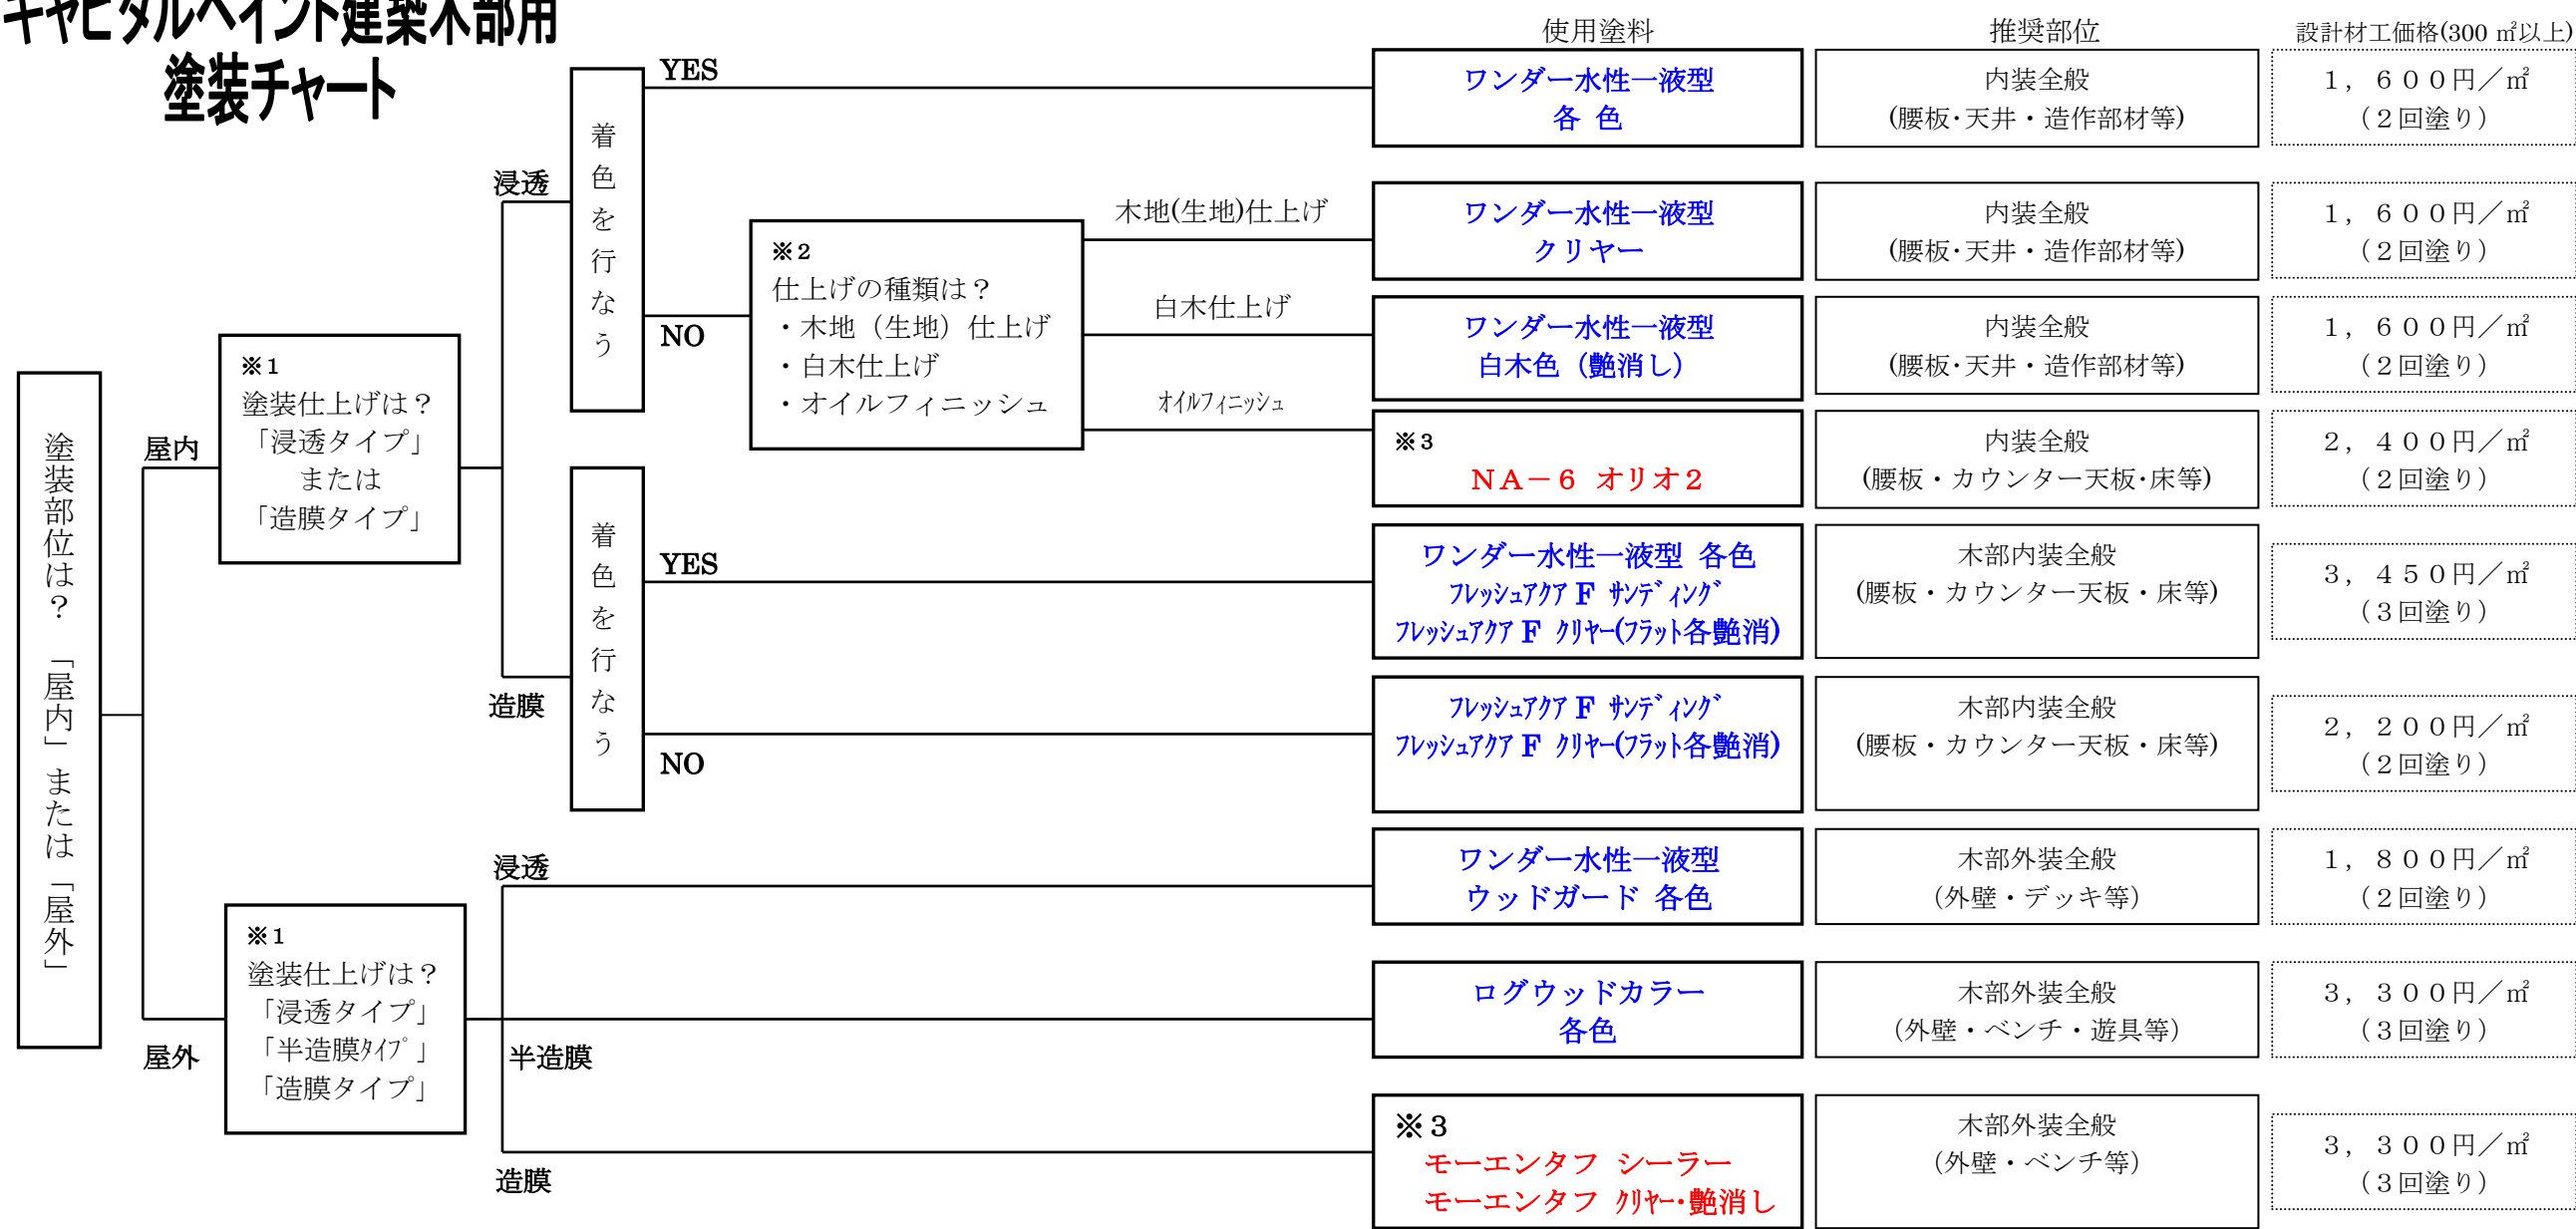 キャピタルペイント建築木部用
塗装チャート
使用塗料
推奨部位
設計材工価格(300 ㎡以上)
塗装部位は？　「屋内」または「屋外」
屋内
屋外
※1
塗装仕上げは？
「浸透タイプ」
または
「造膜タイプ」
浸透
造膜
着色を行なう
YES
NO
※2
仕上げの種類は？
・木地（生地）仕上げ
・白木仕上げ
・オイルフィニッシュ
木地(生地)仕上げ
白木仕上げ
ｵｲﾙﾌｨﾆｯｼｭ
着色を行なう
YES
NO
※1
塗装仕上げは？
「浸透タイプ」
「半造膜ﾀｲﾌﾟ」
「造膜タイプ」
浸透
半造膜
造膜
ワンダー水性一液型
各 色
内装全般
(腰板･天井・造作部材等)
１，６００円／㎡
（２回塗り）
ワンダー水性一液型
クリヤー
内装全般
(腰板･天井・造作部材等)
１，６００円／㎡
（２回塗り）
ワンダー水性一液型
白木色（艶消し）
内装全般
(腰板･天井・造作部材等)
１，６００円／㎡
（２回塗り）
※3
ＮＡ－６ オリオ２
内装全般
(腰板・カウンター天板･床等)
２，４００円／㎡
（２回塗り）
ワンダー水性一液型 各色
ﾌﾚｯｼｭｱｸｱ F ｻﾝﾃﾞｨﾝｸﾞ
ﾌﾚｯｼｭｱｸｱ F ｸﾘﾔｰ(ﾌﾗｯﾄ各艶消)
木部内装全般
(腰板・カウンター天板・床等)
３，４５０円／㎡
（３回塗り）
ﾌﾚｯｼｭｱｸｱ F ｻﾝﾃﾞｨﾝｸﾞ
ﾌﾚｯｼｭｱｸｱ F ｸﾘﾔｰ(ﾌﾗｯﾄ各艶消)
木部内装全般
(腰板・カウンター天板・床等)
２，２００円／㎡
（２回塗り）
ワンダー水性一液型
ウッドガード 各色
木部外装全般
（外壁・デッキ等）
１，８００円／㎡
（２回塗り）
ログウッドカラー
各色
木部外装全般
（外壁・ベンチ・遊具等）
３，３００円／㎡
（３回塗り）
※３
モーエンタフ シーラー
モーエンタフ ｸﾘﾔｰ･艶消し
木部外装全般
（外壁・ベンチ等）
３，３００円／㎡
（３回塗り）